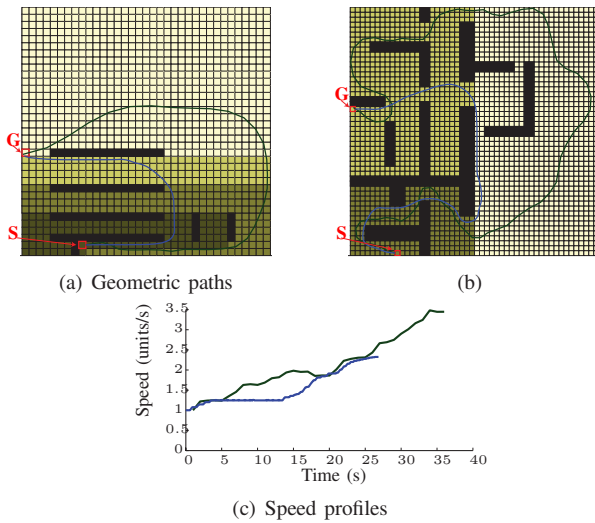 G
S
G
S
(a) Geometric paths
(b)
3.5
3
2.5
2
1.5
1
0.5
0
Speed (units/s)
0 5 10 15 20 25 30 35 40
Time (s)
(c) Speed profiles